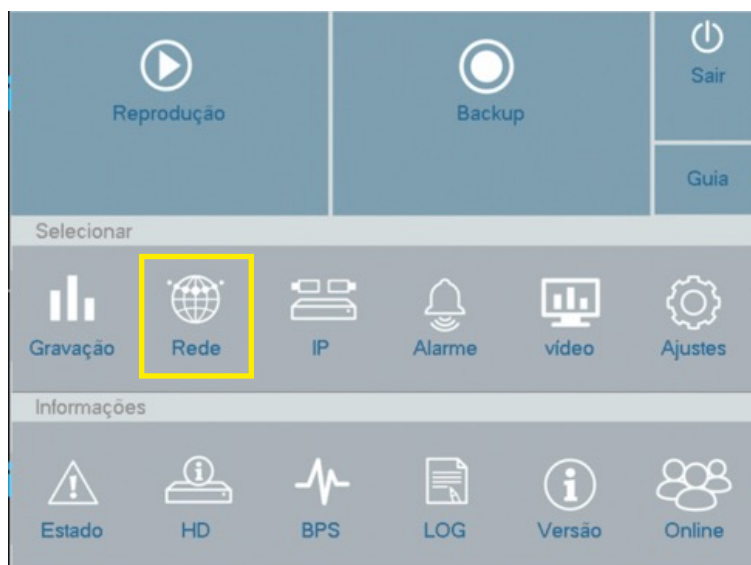 Reprodução
Backup
Sair
Guia
Selecionar
Gravação
Rede
IP
Alarme
vídeo
Ajustes
Informações
Estado
HD
BPS
LOG
Versão
Online